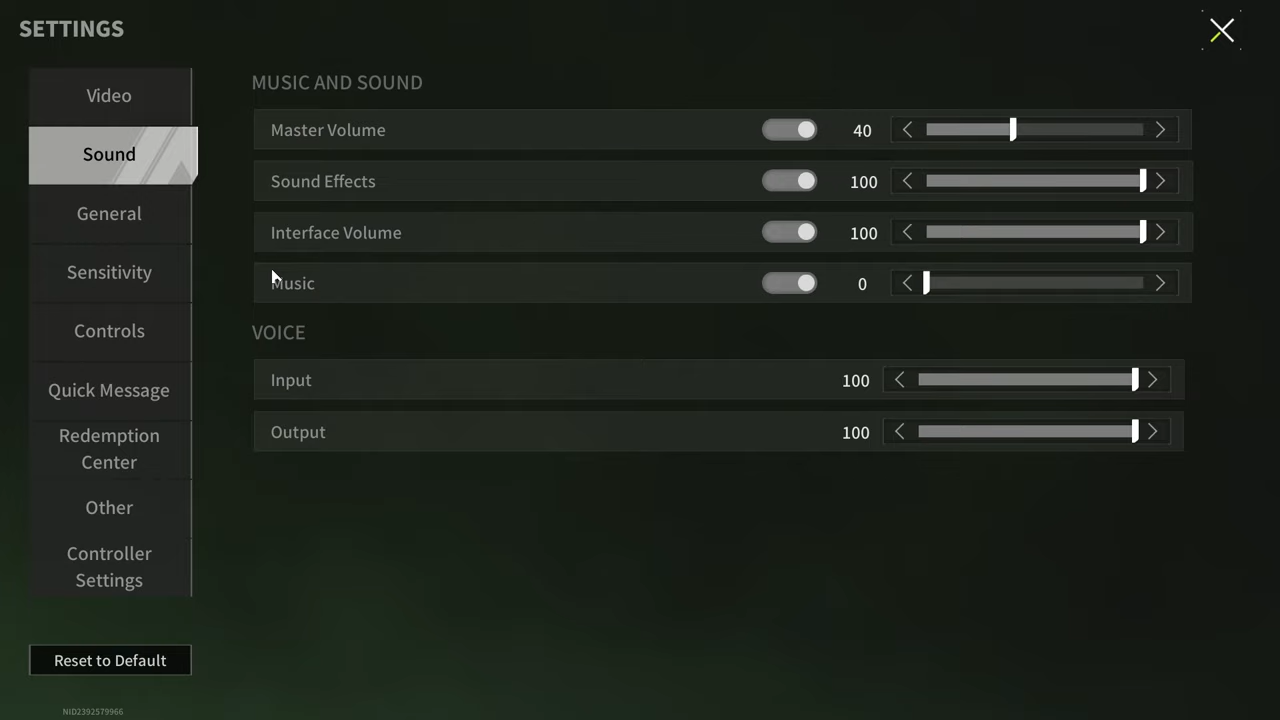 SETTINGS
Video
Sound
General
Sensitivity
Controls
Quick Message
Redemption
Center
Other
Controller
Settings
Reset to Default
NID2392579966
MUSIC AND SOUND
Master Volume 40
Sound Effects 100
Interface Volume 100
Music 0
VOICE
Input 100
Output 100